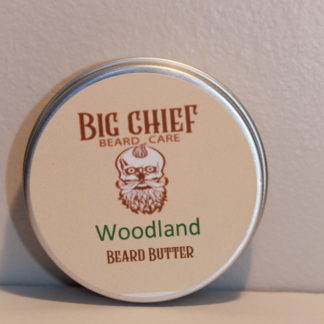 BIG CHIEF
BEARD CARE
Woodland
BEARD BUTTER